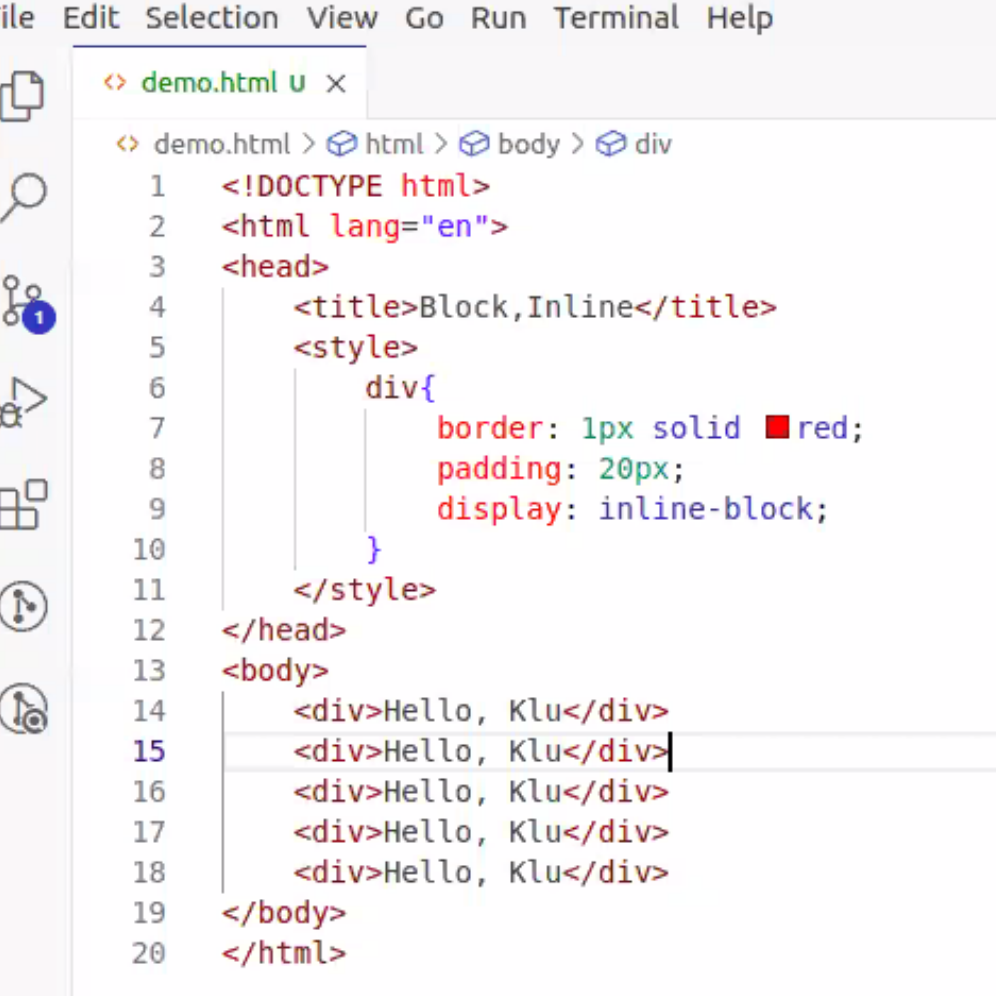 Edit Selection View Go Run Terminal Help
demo.html U
demo.html > html > body > div
1 <!DOCTYPE html>
2 <html lang="en">
3 <head>
4     <title>Block,Inline</title>
5     <style>
6         div{
7             border: 1px solid red;
8             padding: 20px;
9             display: inline-block;
10         }
11     </style>
12 </head>
13 <body>
14     <div>Hello, Klu</div>
15     <div>Hello, Klu</div>
16     <div>Hello, Klu</div>
17     <div>Hello, Klu</div>
18     <div>Hello, Klu</div>
19 </body>
20 </html>
1